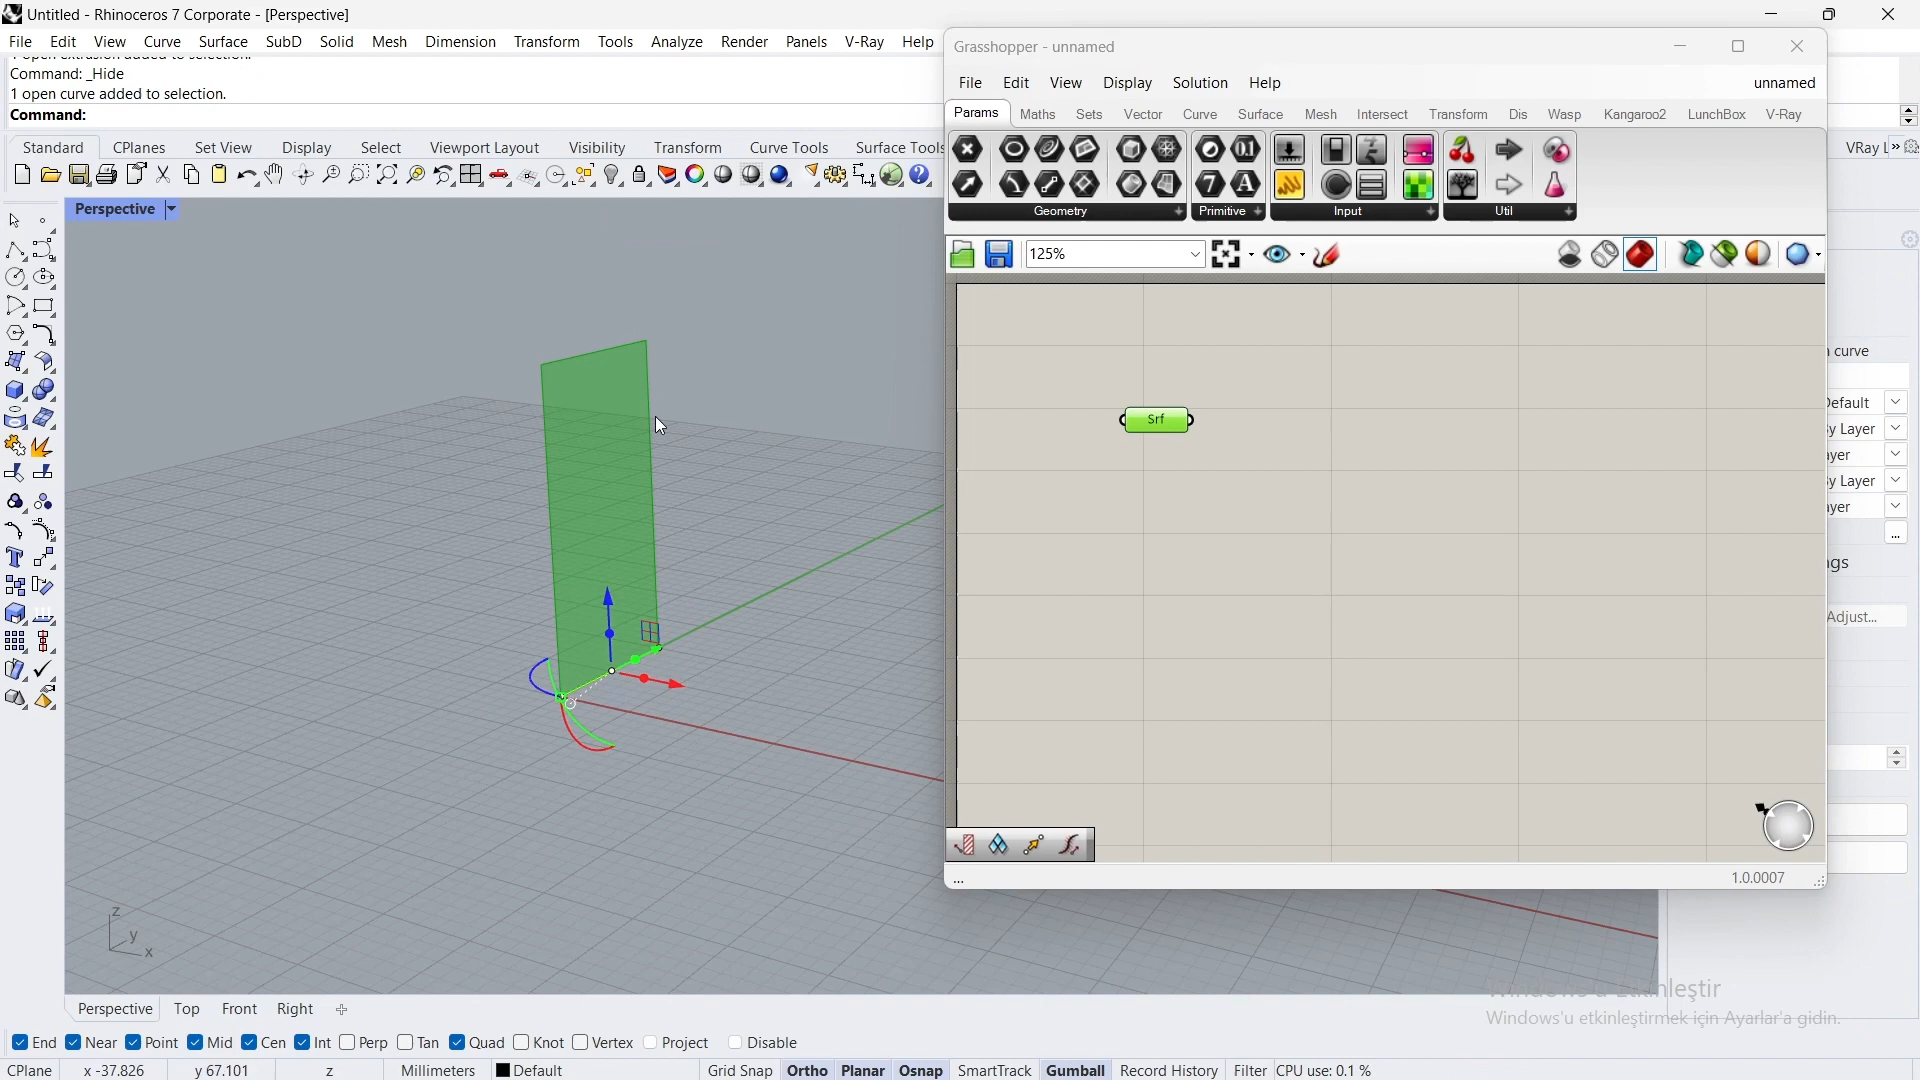 Untitled - Rhinoceros 7 Corporate - [Perspective]
File Edit View Curve Surface SubD Solid Mesh Dimension Transform Tools Analyze Render Panels V-Ray Help
Command: _Hide
1 open curve added to selection.
Command:
Standard CPlanes Set View Display Select Viewport Layout Visibility Transform Curve Tools Surface Tools
VRay L »
Perspective
Grasshopper - unnamed
File Edit View Display Solution Help unnamed
Params Maths Sets Vector Curve Surface Mesh Intersect Transform Dis Wasp Kangaroo2 LunchBox V-Ray
Geometry Primitive Input Util
125%
Srf
...
1.0.0007
curve
Default
By Layer
ayer
By Layer
ayer
...
ngs
Adjust...
z
y
x
Perspective Top Front Right
Windows'u etkinleştirmek için Ayarlar'a gidin.
End Near Point Mid Cen Int Perp Tan Quad Knot Vertex Project Disable
CPlane x -37.826 y 67.101 z Millimeters Default Grid Snap Ortho Planar Osnap SmartTrack Gumball Record History Filter CPU use: 0.1 %